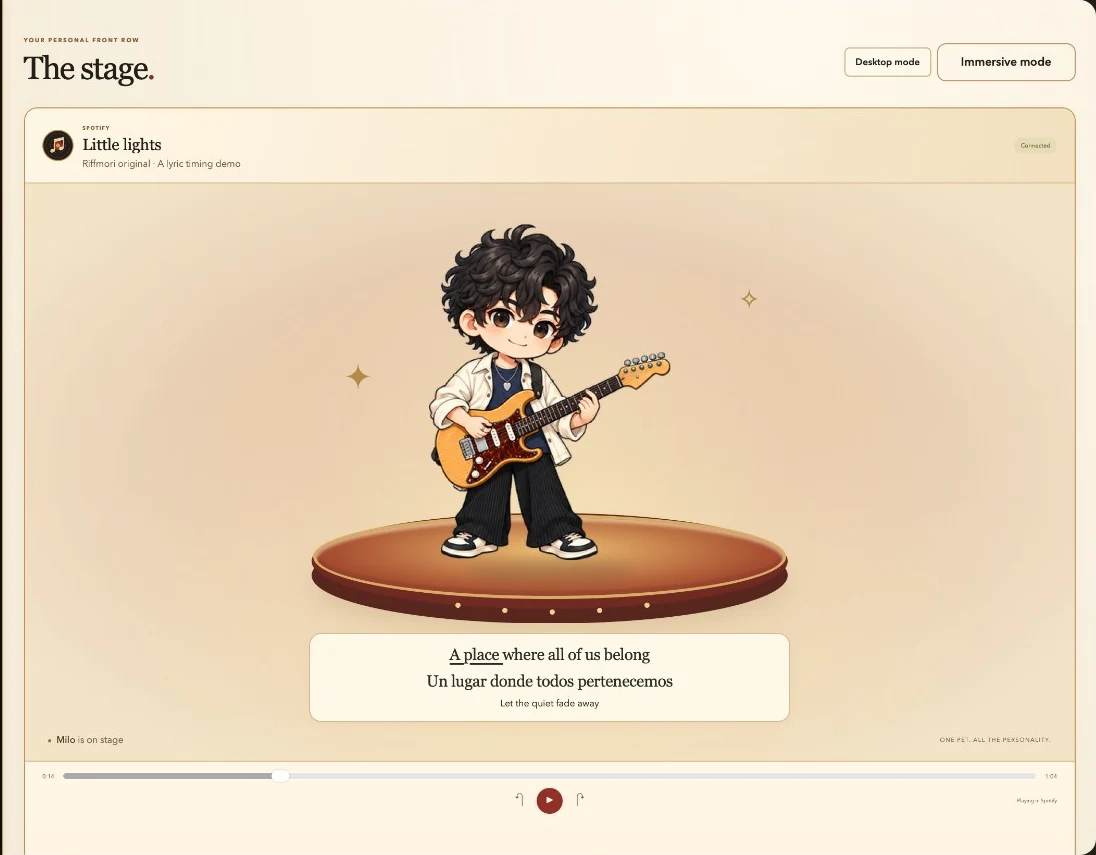 YOUR PERSONAL FRONT ROW
The stage.
Desktop mode
Immersive mode
SPOTIFY
Little lights
Riffmori original · A lyric timing demo
Connected
A place where all of us belong
Un lugar donde todos pertenecemos
Let the quiet fade away
• Milo is on stage
ONE PET. ALL THE PERSONALITY.
0:14
1:04
Playing in Spotify